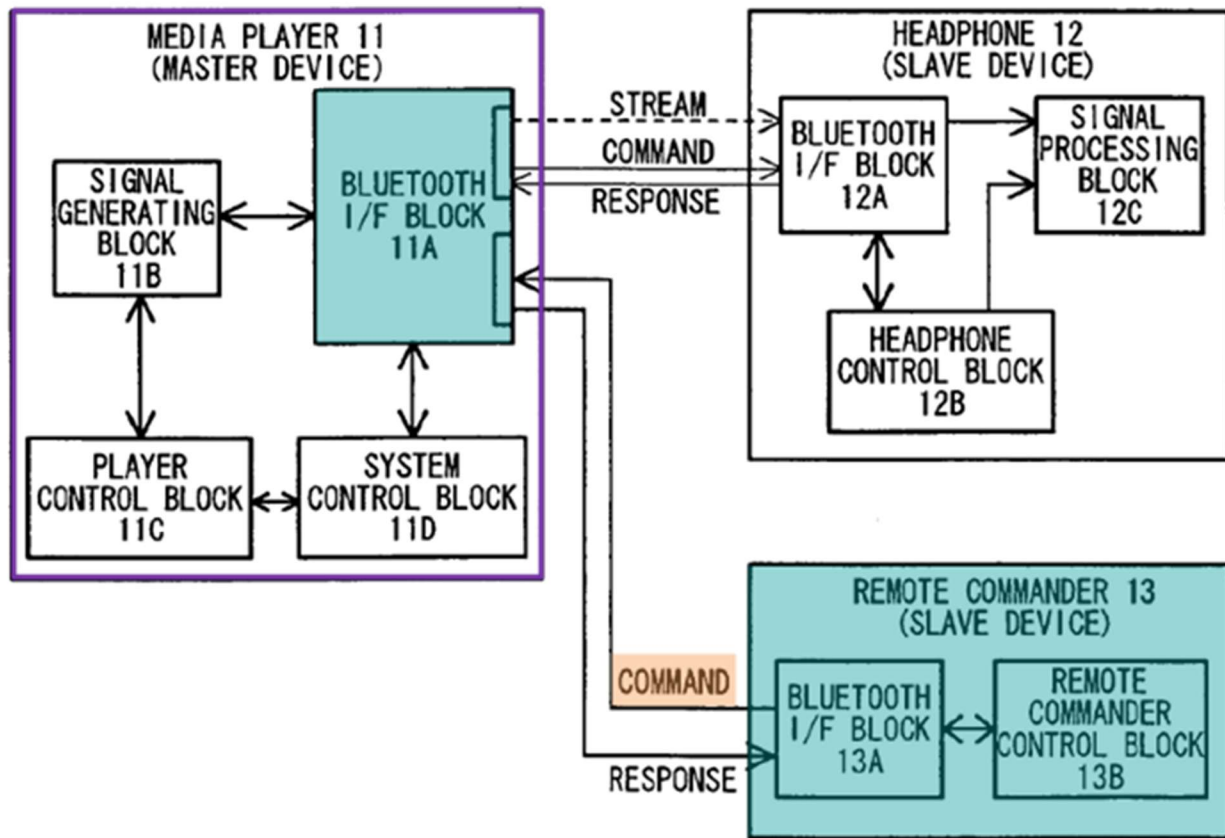 MEDIA PLAYER 11
(MASTER DEVICE)
BLUETOOTH
I/F BLOCK
11A
SIGNAL
GENERATING
BLOCK
11B
PLAYER
CONTROL BLOCK
11C
SYSTEM
CONTROL BLOCK
11D
STREAM
COMMAND
RESPONSE
HEADPHONE 12
(SLAVE DEVICE)
BLUETOOTH
I/F BLOCK
12A
SIGNAL
PROCESSING
BLOCK
12C
HEADPHONE
CONTROL BLOCK
12B
COMMAND
RESPONSE
REMOTE COMMANDER 13
(SLAVE DEVICE)
BLUETOOTH
I/F BLOCK
13A
REMOTE
COMMANDER
CONTROL BLOCK
13B